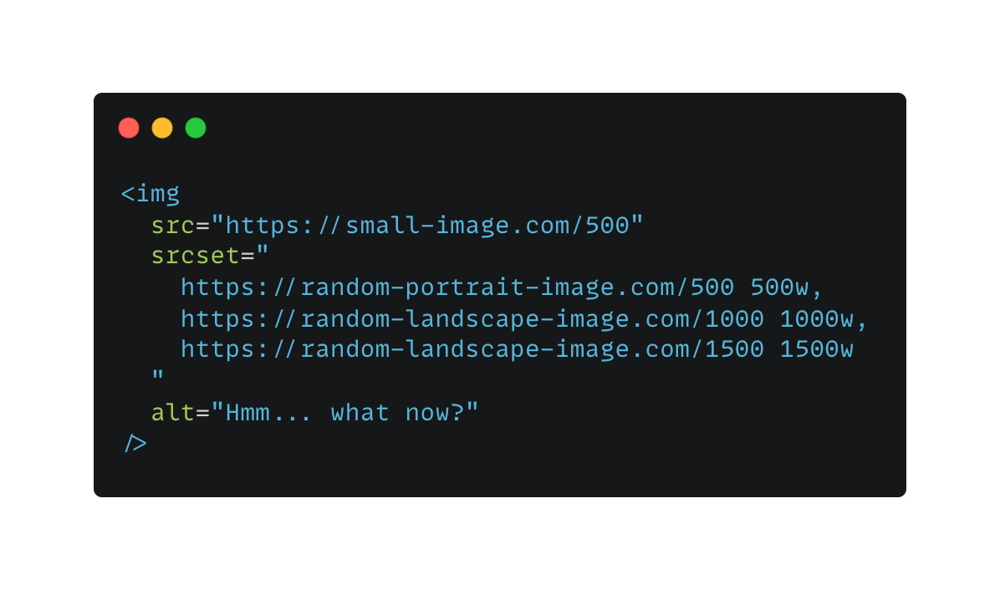 <img
src="https://small-image.com/500"
srcset="
https://random-portrait-image.com/500 500w,
https://random-landscape-image.com/1000 1000w,
https://random-landscape-image.com/1500 1500w
"
alt="Hmm... what now?"
/>